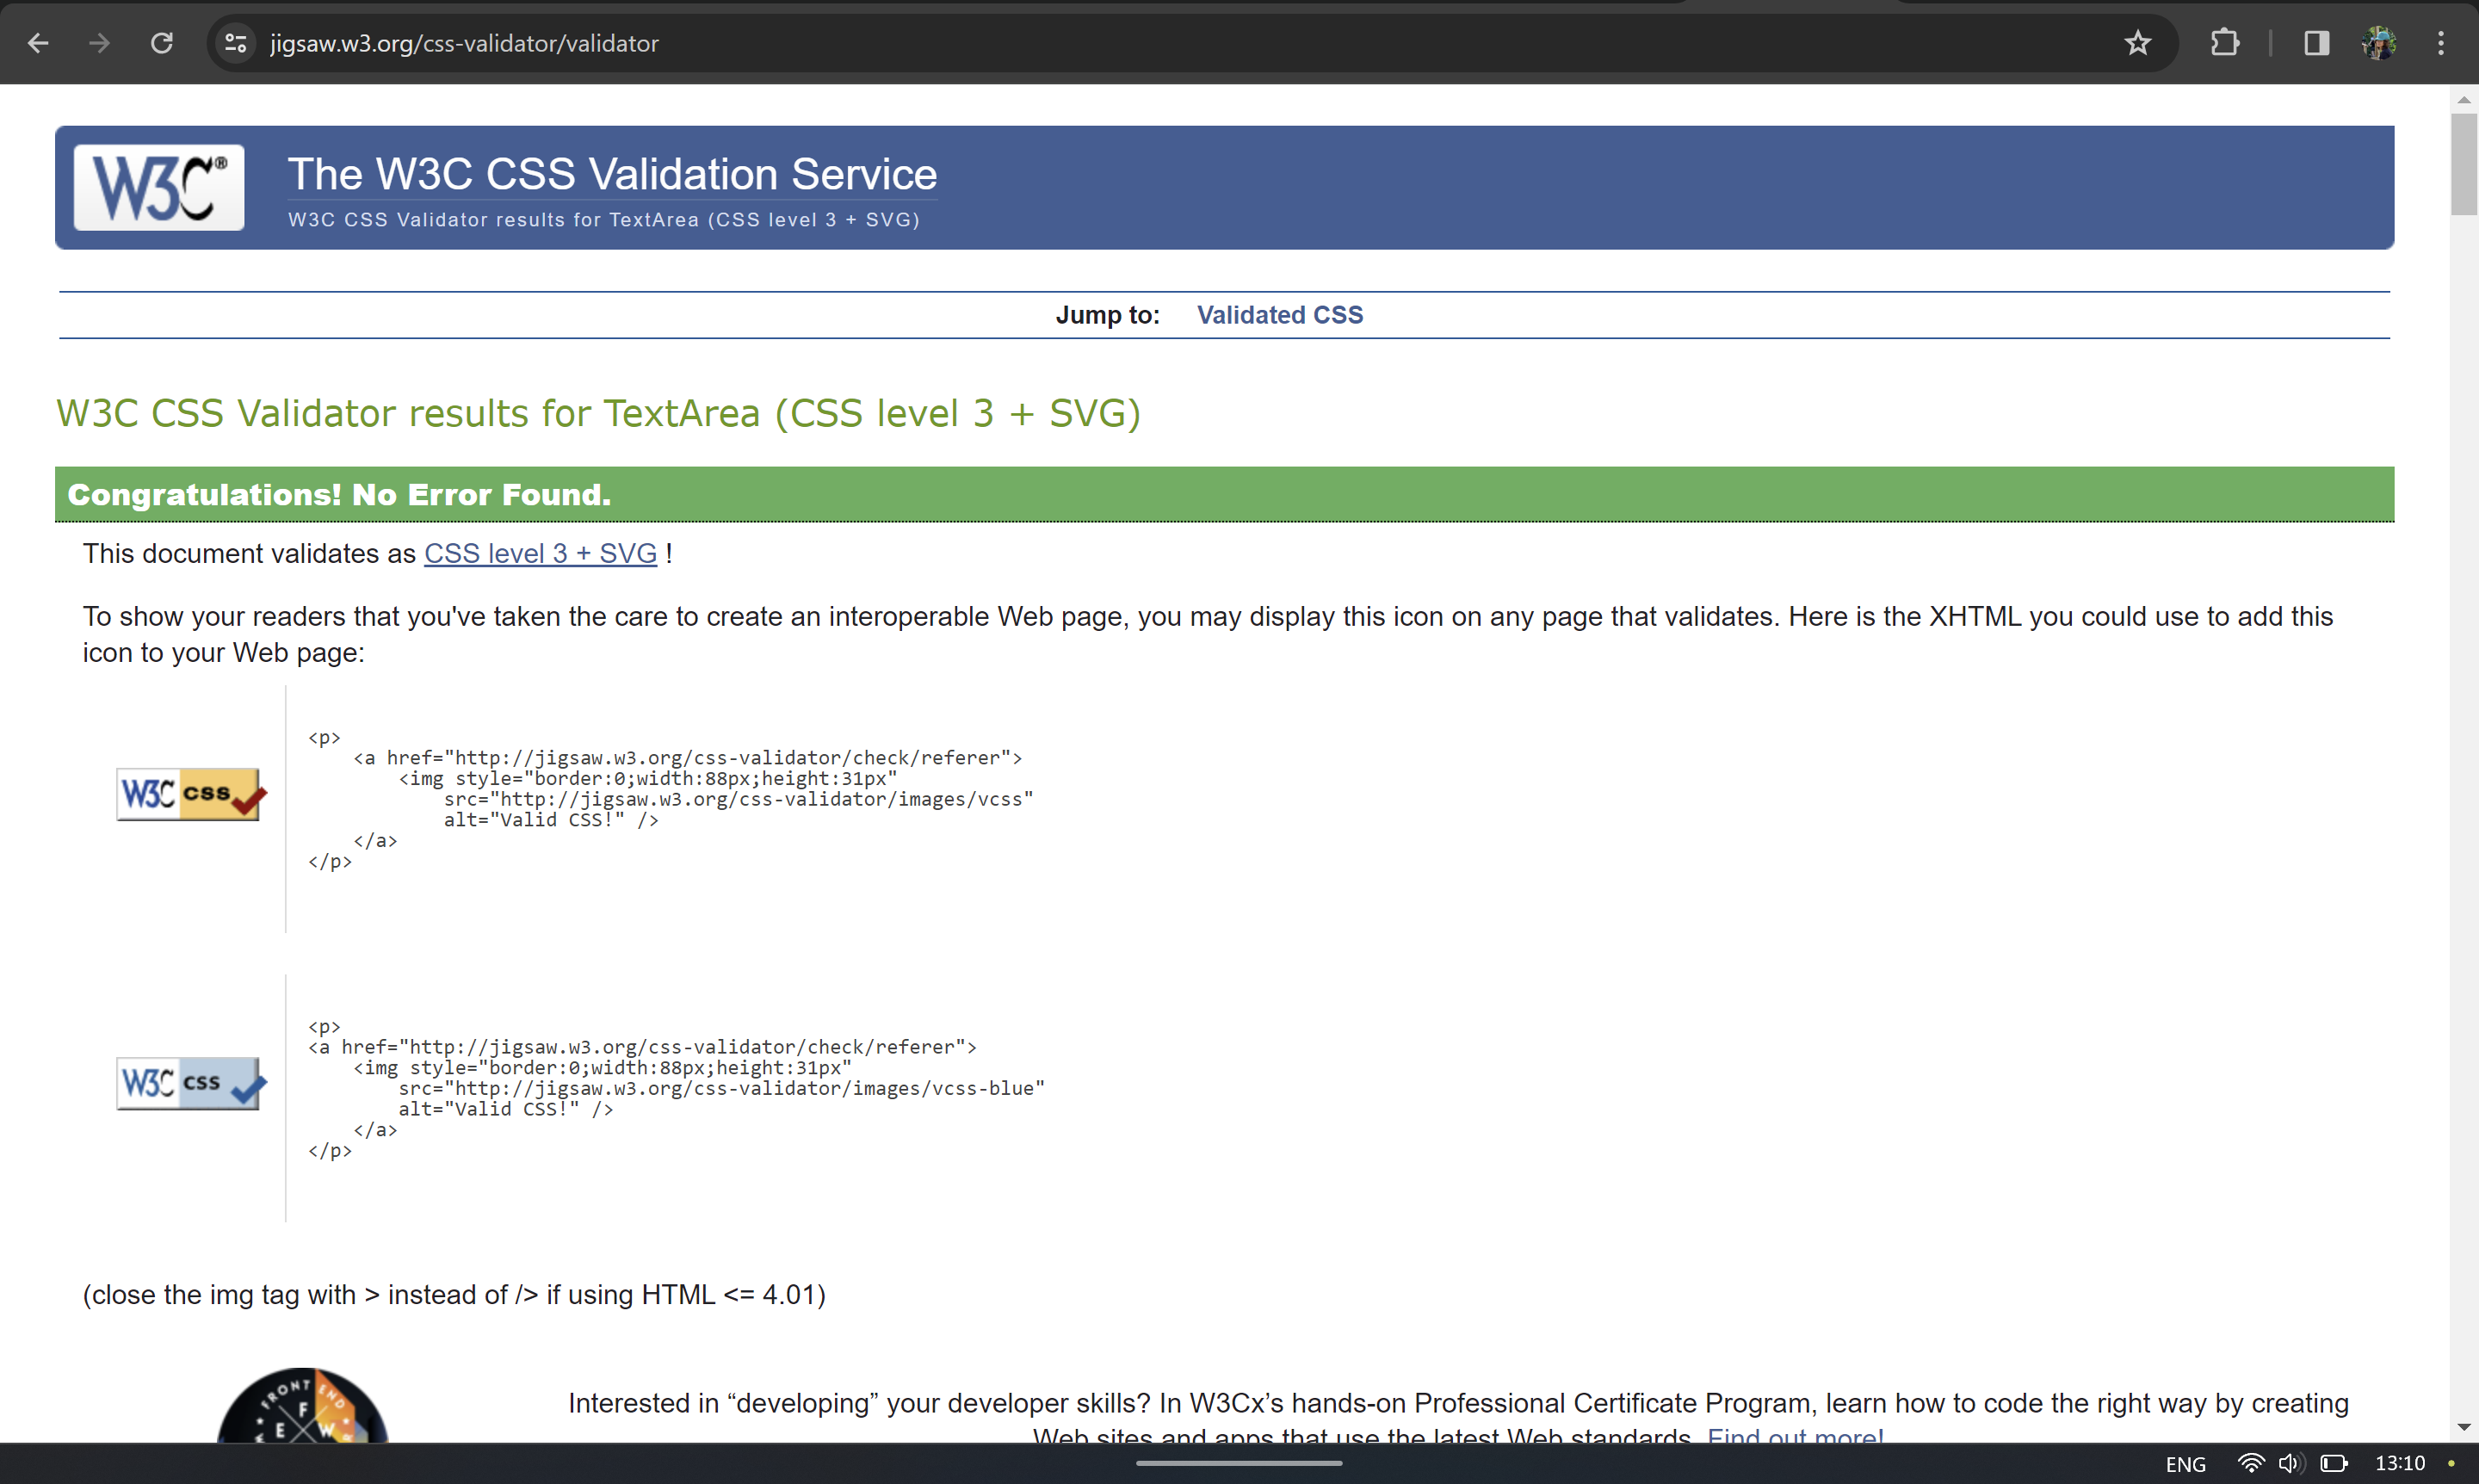 jigsaw.w3.org/css-validator/validator
W3C®
The W3C CSS Validation Service
W3C CSS Validator results for TextArea (CSS level 3 + SVG)
Jump to: Validated CSS
W3C CSS Validator results for TextArea (CSS level 3 + SVG)
Congratulations! No Error Found.
This document validates as CSS level 3 + SVG !
To show your readers that you've taken the care to create an interoperable Web page, you may display this icon on any page that validates. Here is the XHTML you could use to add this
icon to your Web page:
W3C css
<p>
<a href="http://jigsaw.w3.org/css-validator/check/referer">
<img style="border:0;width:88px;height:31px"
src="http://jigsaw.w3.org/css-validator/images/vcss"
alt="Valid CSS!" />
</a>
</p>
W3C css
<p>
<a href="http://jigsaw.w3.org/css-validator/check/referer">
<img style="border:0;width:88px;height:31px"
src="http://jigsaw.w3.org/css-validator/images/vcss-blue"
alt="Valid CSS!" />
</a>
</p>
(close the img tag with > instead of /> if using HTML <= 4.01)
FRONT END
F
E W
Interested in “developing” your developer skills? In W3Cx’s hands-on Professional Certificate Program, learn how to code the right way by creating
Web sites and apps that use the latest Web standards. Find out more!
ENG 13:10